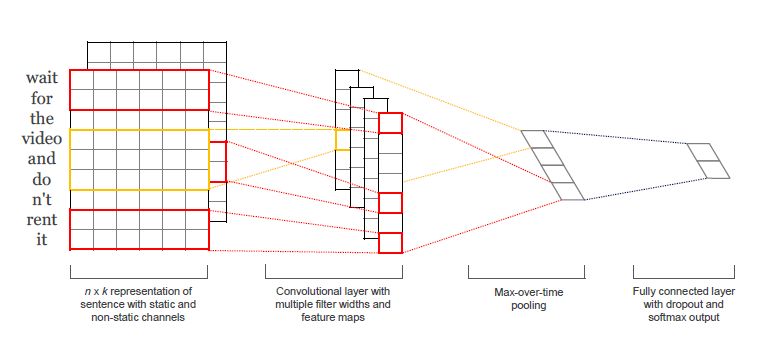 wait
for
the
video
and
do
n't
rent
it
n x k representation of
sentence with static and
non-static channels
Convolutional layer with
multiple filter widths and
feature maps
Max-over-time
pooling
Fully connected layer
with dropout and
softmax output